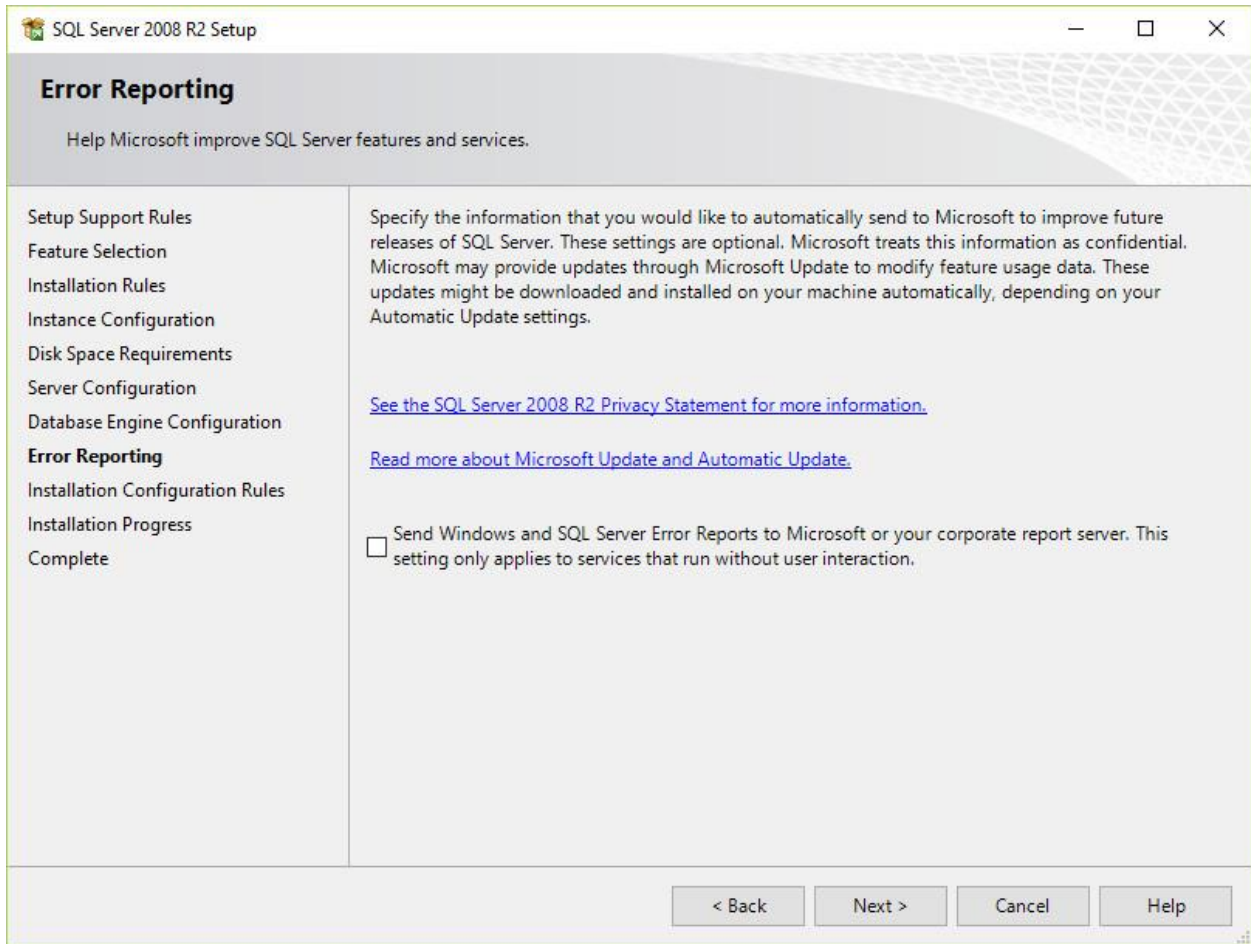 SQL Server 2008 R2 Setup
Error Reporting
Help Microsoft improve SQL Server features and services.
Setup Support Rules
Feature Selection
Installation Rules
Instance Configuration
Disk Space Requirements
Server Configuration
Database Engine Configuration
Error Reporting
Installation Configuration Rules
Installation Progress
Complete
Specify the information that you would like to automatically send to Microsoft to improve future
releases of SQL Server. These settings are optional. Microsoft treats this information as confidential.
Microsoft may provide updates through Microsoft Update to modify feature usage data. These
updates might be downloaded and installed on your machine automatically, depending on your
Automatic Update settings.
See the SQL Server 2008 R2 Privacy Statement for more information.
Read more about Microsoft Update and Automatic Update.
Send Windows and SQL Server Error Reports to Microsoft or your corporate report server. This
setting only applies to services that run without user interaction.
< Back
Next >
Cancel
Help